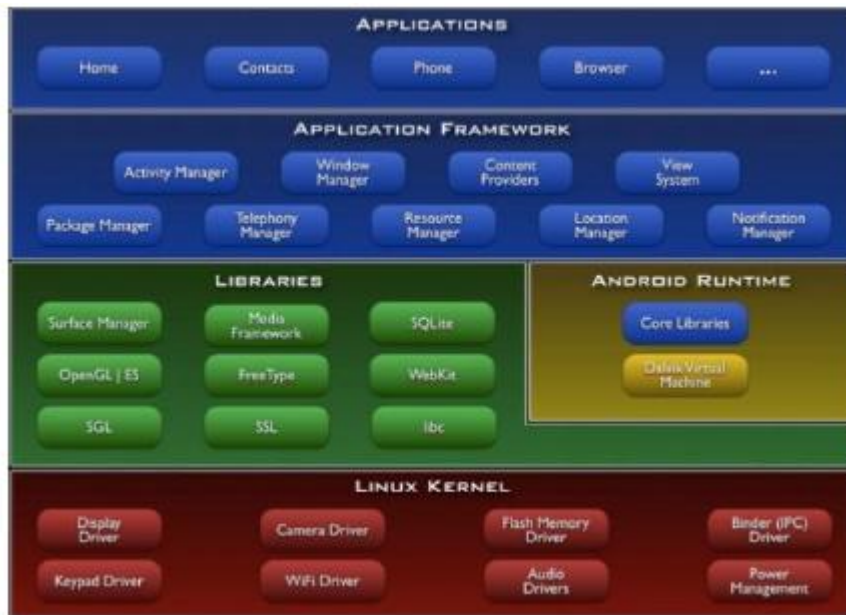 APPLICATIONS
Home
Contacts
Phone
Browser
...
APPLICATION FRAMEWORK
Activity Manager
Window
Manager
Content
Providers
View
System
Package Manager
Telephony
Manager
Resource
Manager
Location
Manager
Notification
Manager
LIBRARIES
Surface Manager
Media
Framework
SQLite
OpenGL | ES
FreeType
WebKit
SGL
SSL
libc
ANDROID RUNTIME
Core Libraries
Dalvik Virtual
Machine
LINUX KERNEL
Display
Driver
Camera Driver
Flash Memory
Driver
Binder (IPC)
Driver
Keypad Driver
WiFi Driver
Audio
Drivers
Power
Management